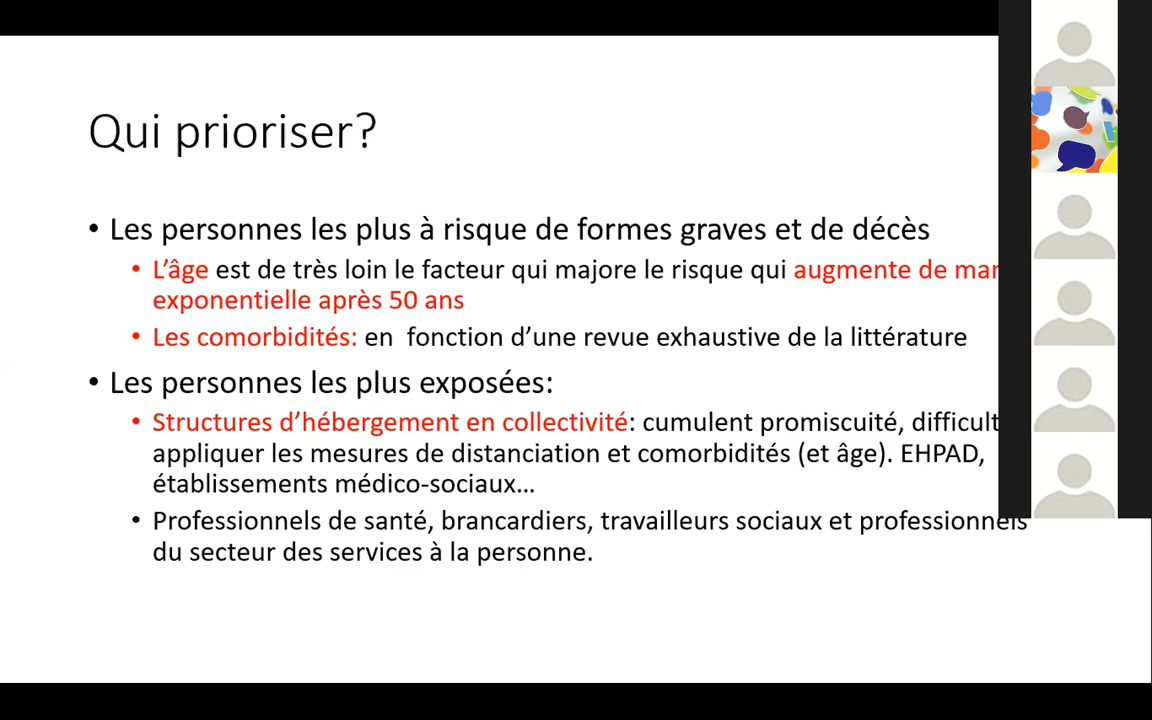 Qui prioriser?
• Les personnes les plus à risque de formes graves et de décès
• L’âge est de très loin le facteur qui majore le risque qui augmente de
exponentielle après 50 ans
• Les comorbidités: en  fonction d’une revue exhaustive de la littérature
• Les personnes les plus exposées:
• Structures d’hébergement en collectivité: cumulent promiscuité,
appliquer les mesures de distanciation et comorbidités (et âge). EHPAD,
établissements médico-sociaux…
• Professionnels de santé, brancardiers, travailleurs sociaux et professionnels
du secteur des services à la personne.